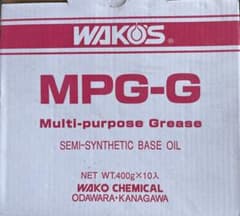 WAKO'S
MPG-G
Multi-purpose Grease
SEMI-SYNTHETIC BASE OIL
NET WT.400g×10入
WAKO CHEMICAL
ODAWARA・KANAGAWA